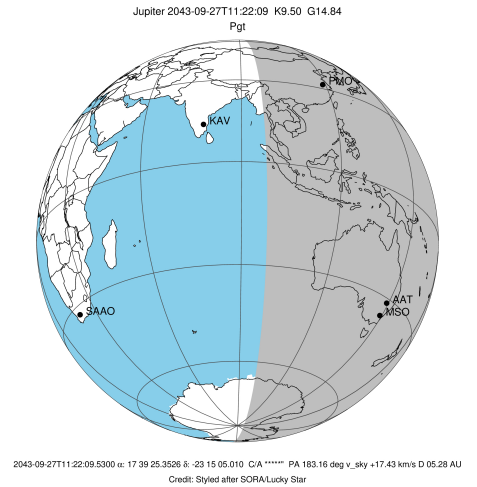 Jupiter 2043-09-27T11:22:09 K9.50 G14.84
Pgt
PMO
KAV
SAAO
AAT
MSO
2043-09-27T11:22:09.5300 α: 17 39 25.3526 δ: -23 15 05.010 C/A *****" PA 183.16 deg v_sky +17.43 km/s D 05.28 AU
Credit: Styled after SORA/Lucky Star